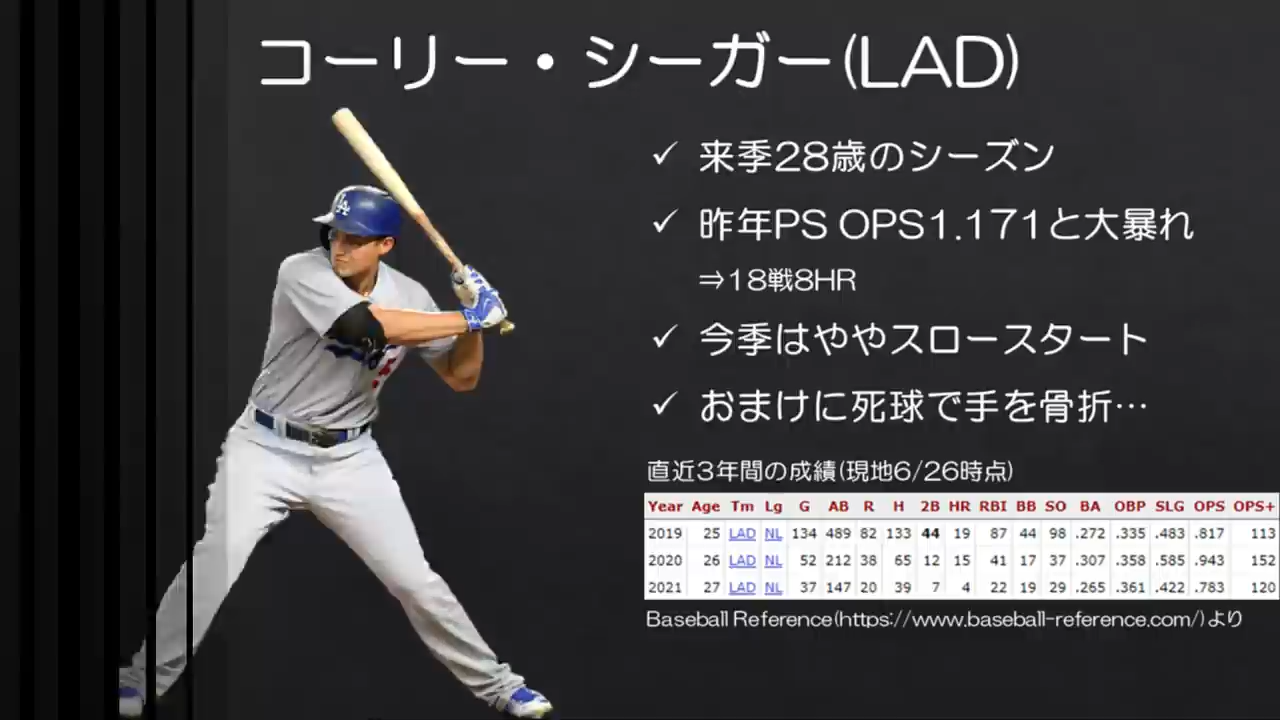 コーリー・シーガー(LAD)
✓ 来季28歳のシーズン
✓ 昨年PS OPS1.171と大暴れ
⇒18戦8HR
✓ 今季はややスロースタート
✓ おまけに死球で手を骨折…
直近3年間の成績(現地6/26時点)
Year Age Tm Lg G AB R H 2B HR RBI BB SO BA OBP SLG OPS OPS+
2019 25 LAD NL 134 489 82 133 44 19 87 44 98 .272 .335 .483 .817 113
2020 26 LAD NL 52 212 38 65 12 15 41 17 37 .307 .358 .585 .943 152
2021 27 LAD NL 37 147 20 39 7 4 22 19 29 .265 .361 .422 .783 120
Baseball Reference(https://www.baseball-reference.com/)より
LA